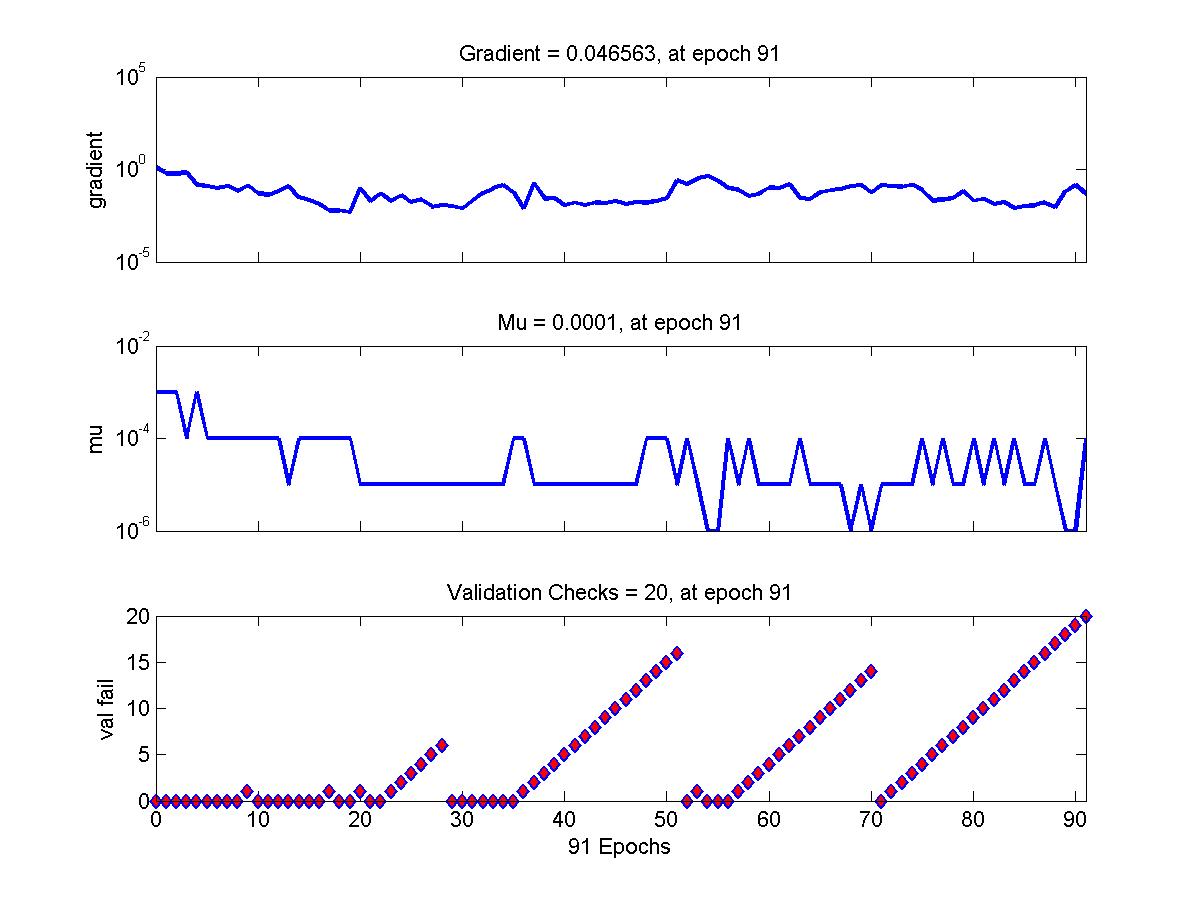 Gradient = 0.046563, at epoch 91
10^5
10^0
10^-5
gradient
Mu = 0.0001, at epoch 91
10^-2
10^-4
10^-6
mu
Validation Checks = 20, at epoch 91
20
15
10
5
0
val fail
0 10 20 30 40 50 60 70 80 90
91 Epochs